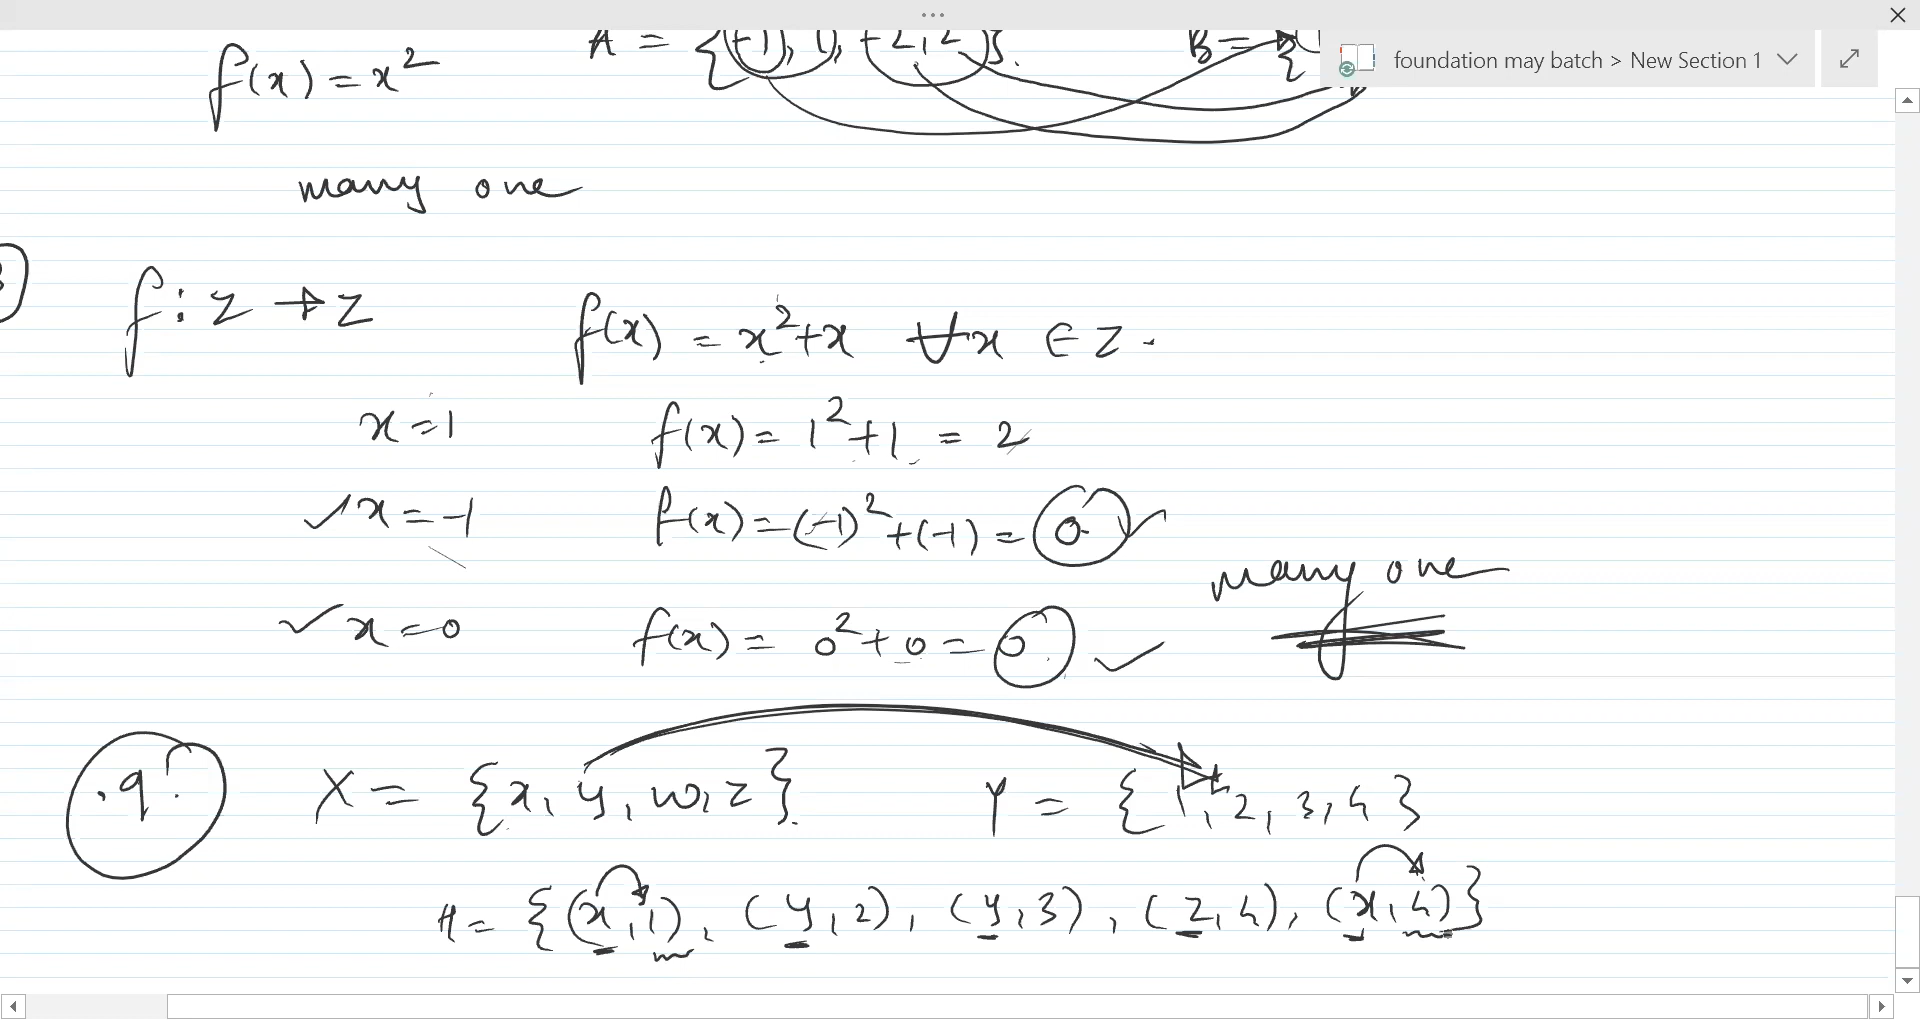 ...
foundation may batch > New Section 1
A = {(-1), 1, -2, 2}. B = {
f(x) = x²
many one
f : Z → Z f(x) = x² + x ∀x ∈ Z.
x = 1 f(x) = 1² + 1 = 2
✓ x = -1 f(x) = (-1)² + (-1) = 0 ✓
many one
✓ x = 0 f(x) = 0² + 0 = 0 ✓
q. X = {x, y, w, z} Y = {1, 2, 3, 4}
H = {(x, 1), (y, 2), (y, 3), (z, 4), (x, 4)}